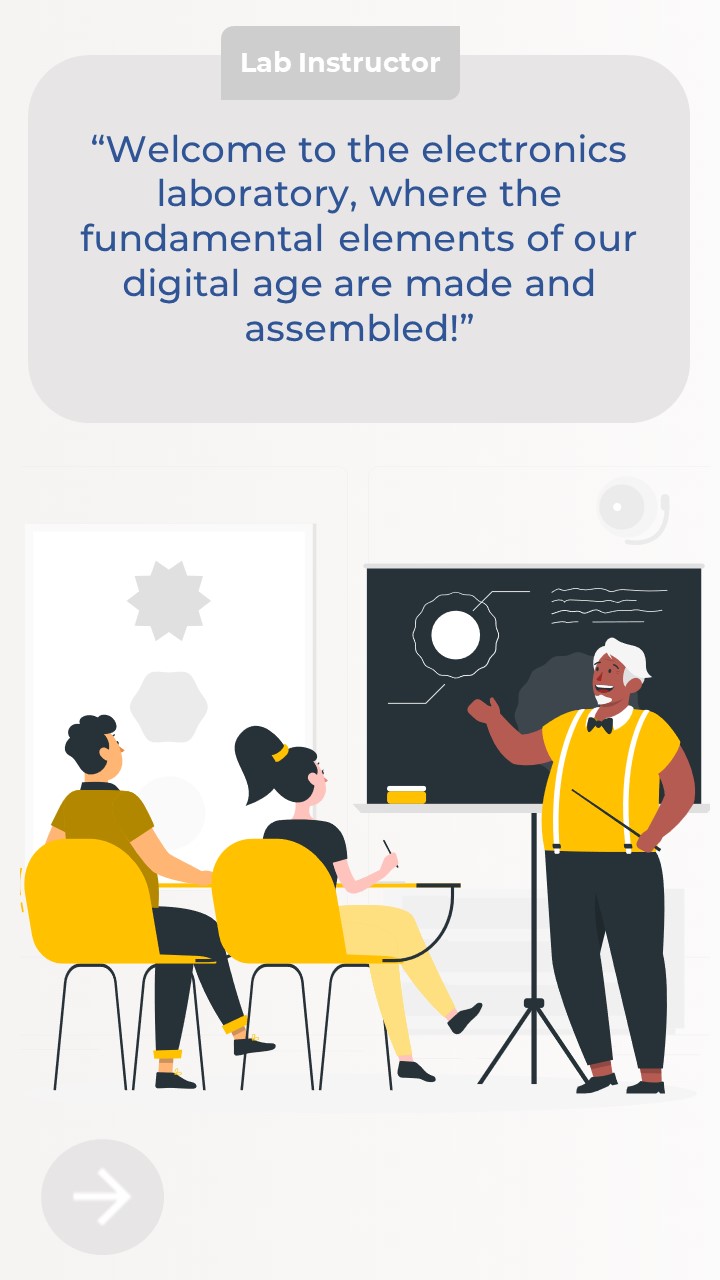 Lab Instructor
“Welcome to the electronics
laboratory, where the
fundamental elements of our
digital age are made and
assembled!”